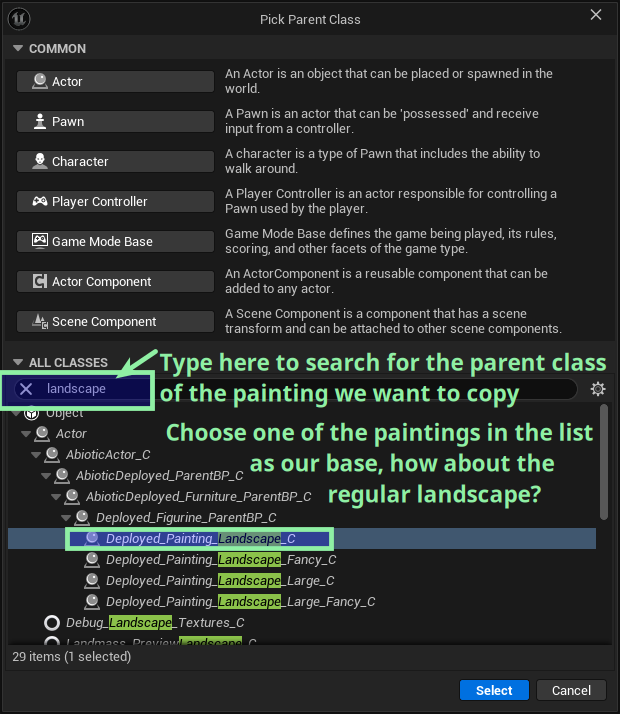 Pick Parent Class
COMMON
Actor
An Actor is an object that can be placed or spawned in the
world.
Pawn
A Pawn is an actor that can be 'possessed' and receive
input from a controller.
Character
A character is a type of Pawn that includes the ability to
walk around.
Player Controller
A Player Controller is an actor responsible for controlling a
Pawn used by the player.
Game Mode Base
Game Mode Base defines the game being played, its rules,
scoring, and other facets of the game type.
Actor Component
An ActorComponent is a reusable component that can be
added to any actor.
Scene Component
A Scene Component is a component that has a scene
transform and can be attached to other scene components.
ALL CLASSES
Type here to search for the parent class
of the painting we want to copy
landscape
Object
Choose one of the paintings in the list
as our base, how about the
regular landscape?
Actor
AbioticActor_C
AbioticDeployed_ParentBP_C
AbioticDeployed_Furniture_ParentBP_C
Deployed_Figurine_ParentBP_C
Deployed_Painting_Landscape_C
Deployed_Painting_Landscape_Fancy_C
Deployed_Painting_Landscape_Large_C
Deployed_Painting_Landscape_Large_Fancy_C
Debug_Landscape_Textures_C
Landmass_PreviewLandscape_C
29 items (1 selected)
Select
Cancel